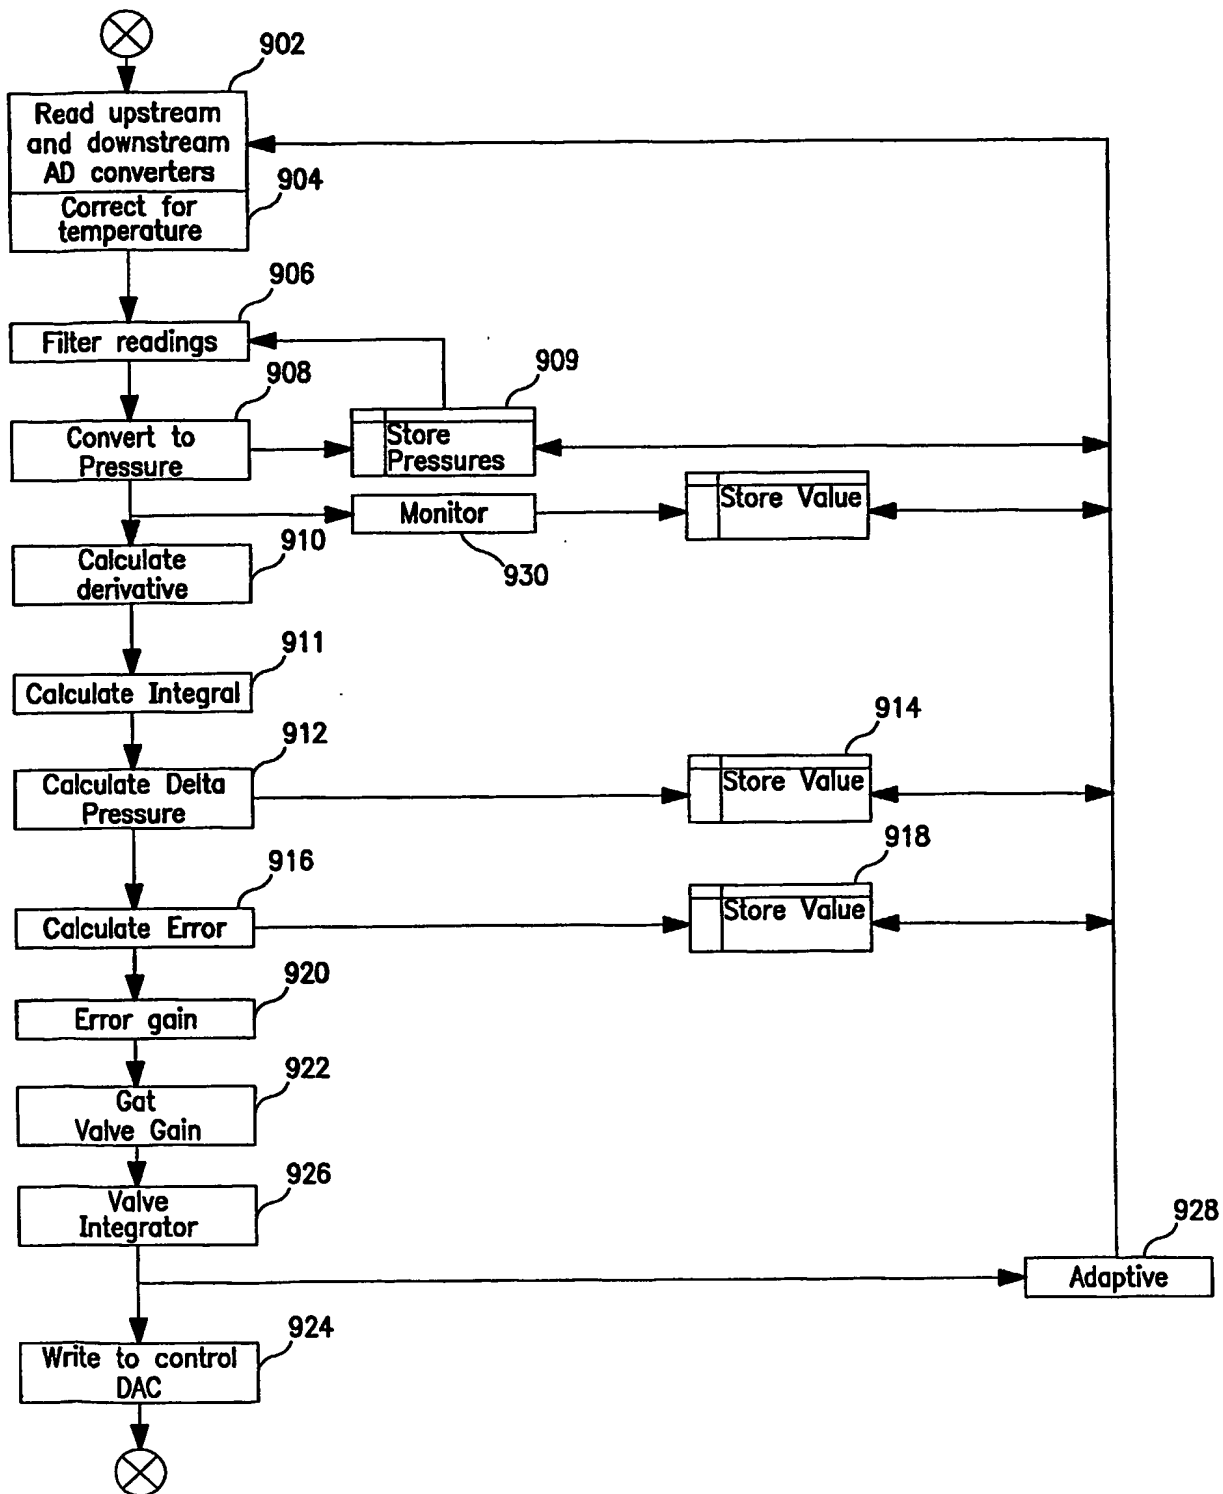 902
Read upstream
and downstream
AD converters
904
Correct for
temperature
906
Filter readings
908
909
Convert to
Pressure
Store
Pressures
Store Value
Monitor
910
930
Calculate
derivative
911
Calculate Integral
912
914
Calculate Delta
Pressure
Store Value
916
918
Calculate Error
Store Value
920
Error gain
922
Gat
Valve Gain
926
Valve
Integrator
928
Adaptive
924
Write to control
DAC